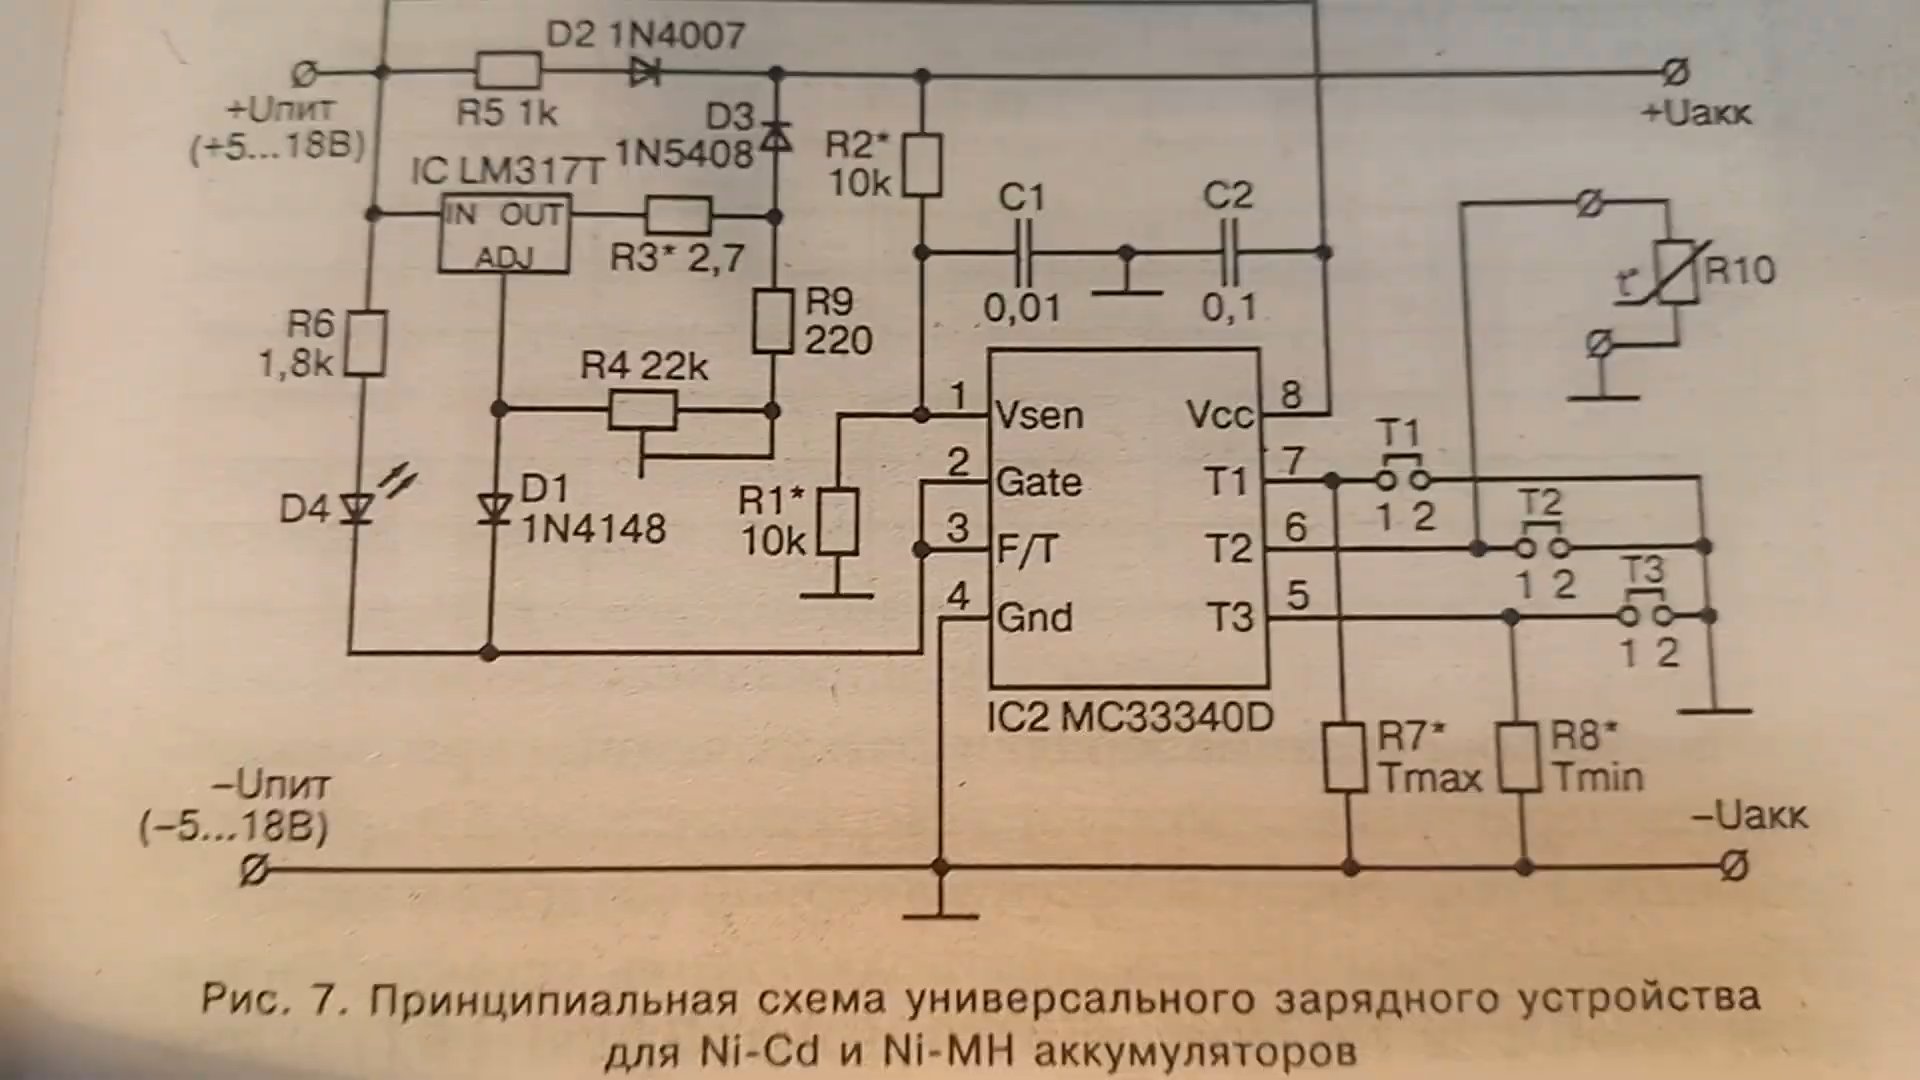 D2 1N4007
+Uпит
(+5...18В)
R5 1k
D3
1N5408
R2*
10k
+Uакк
IC LM317T
IN OUT
ADJ
R3* 2,7
C1
0,01
C2
0,1
t°
R10
R6
1,8k
R9
220
R4 22k
D4
D1
1N4148
R1*
10k
1
Vsen
2
Gate
3
F/T
4
Gnd
Vcc
8
T1
7
T2
6
T3
5
IC2 MC33340D
T1
1 2
T2
1 2
T3
1 2
R7*
Tmax
R8*
Tmin
–Uпит
(–5...18В)
–Uакк
Рис. 7. Принципиальная схема универсального зарядного устройства
для Ni-Cd и Ni-MH аккумуляторов